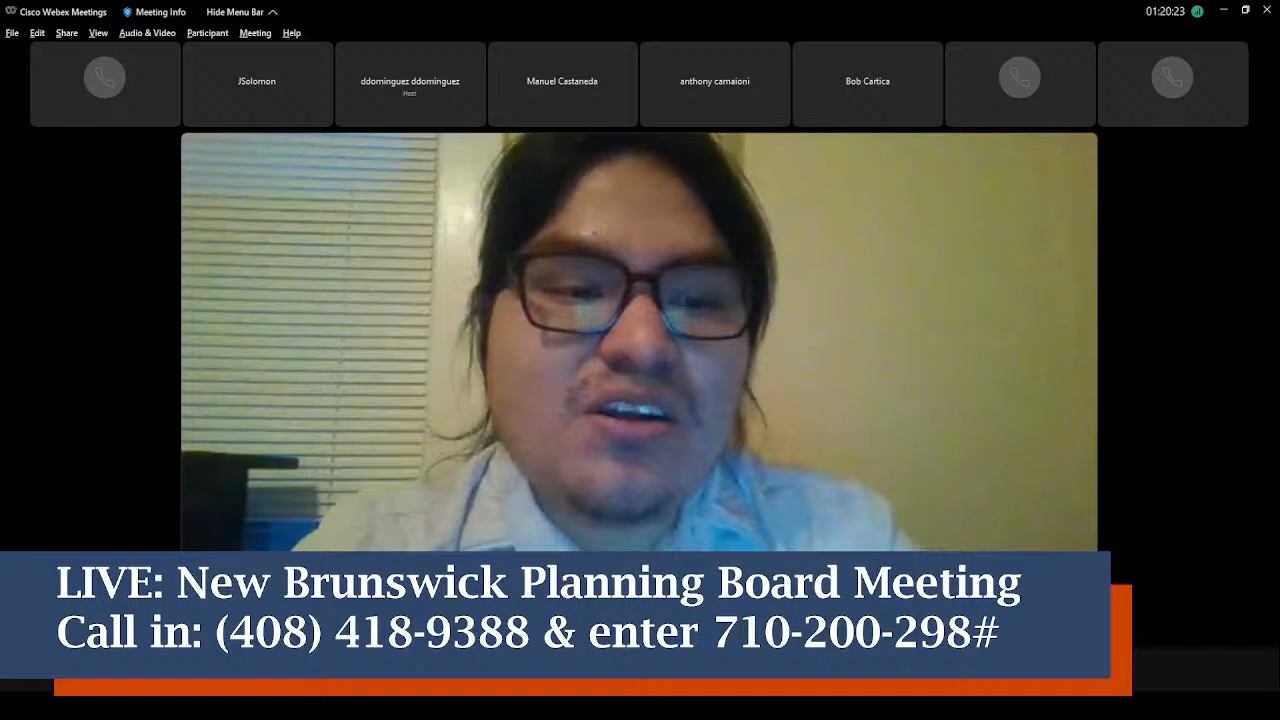 Cisco Webex Meetings Meeting Info Hide Menu Bar 01:20:23
File Edit Share View Audio & Video Participant Meeting Help
JSolomon ddominguez ddominguez Manuel Castaneda anthony camaioni Bob Cartica
Host
LIVE: New Brunswick Planning Board Meeting
Call in: (408) 418-9388 & enter 710-200-298#